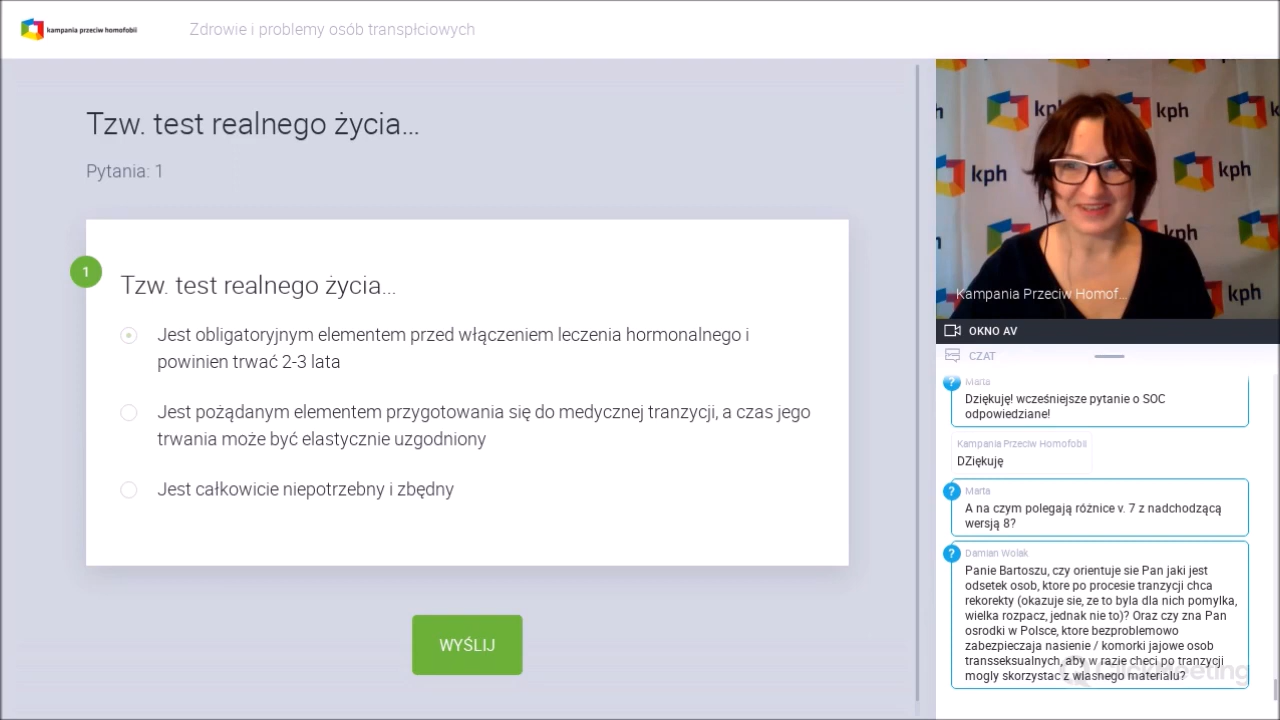 kampania przeciw homofobii
Zdrowie i problemy osób transpłciowych
Tzw. test realnego życia...
Pytania: 1
1
Tzw. test realnego życia...
Jest obligatoryjnym elementem przed włączeniem leczenia hormonalnego i
powinien trwać 2-3 lata
Jest pożądanym elementem przygotowania się do medycznej tranzycji, a czas jego
trwania może być elastycznie uzgodniony
Jest całkowicie niepotrzebny i zbędny
WYŚLIJ
kph
kph
kph
kph
kph
Kampania Przeciw Homof...
OKNO AV
CZAT
?
Marta
Dziękuję! wcześniejsze pytanie o SOC
odpowiedziane!
Kampania Przeciw Homofobii
DZiękuję
?
Marta
A na czym polegają różnice v. 7 z nadchodzącą
wersją 8?
?
Damian Wolak
Panie Bartoszu, czy orientuje sie Pan jaki jest
odsetek osob, ktore po procesie tranzycji chca
rekorekty (okazuje sie, ze to byla dla nich pomylka,
wielka rozpacz, jednak nie to)? Oraz czy zna Pan
osrodki w Polsce, ktore bezproblemowo
zabezpieczaja nasienie / komorki jajowe osob
transseksualnych, aby w razie checi po tranzycji
mogly skorzystac z wlasnego materialu?
ClickMeeting